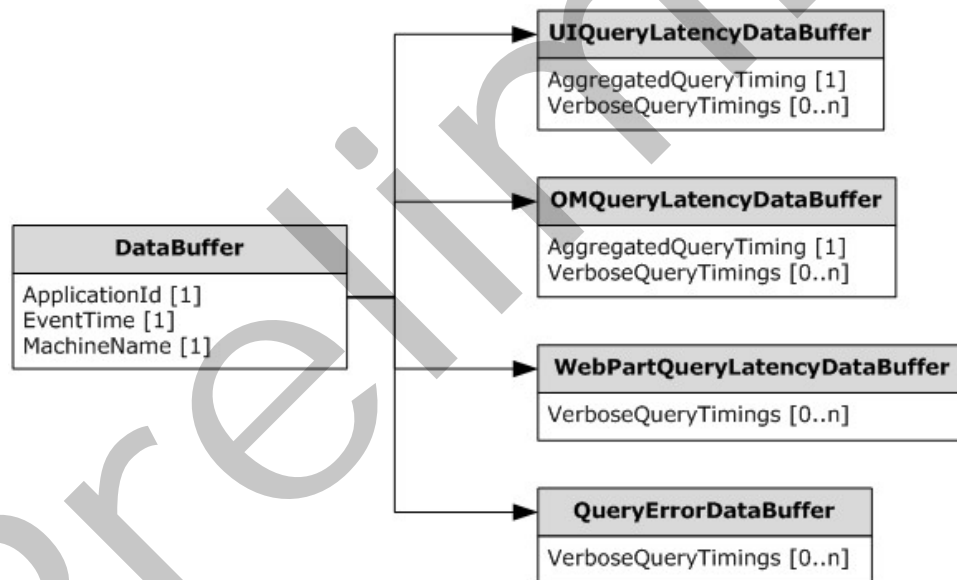 UIQueryLatencyDataBuffer
AggregatedQueryTiming [1]
VerboseQueryTimings [0..n]
OMQueryLatencyDataBuffer
AggregatedQueryTiming [1]
VerboseQueryTimings [0..n]
DataBuffer
ApplicationId [1]
EventTime [1]
MachineName [1]
WebPartQueryLatencyDataBuffer
VerboseQueryTimings [0..n]
QueryErrorDataBuffer
VerboseQueryTimings [0..n]